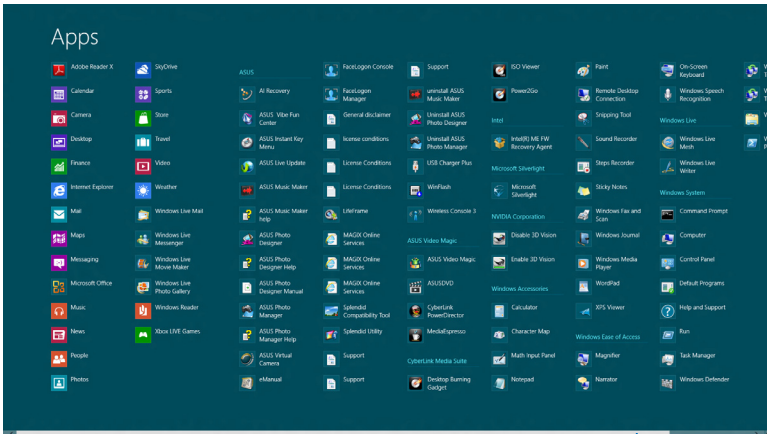 Apps
Adobe Reader X
Calendar
Camera
Desktop
Finance
Internet Explorer
Mail
Maps
Messaging
Microsoft Office
Music
News
People
Photos
SkyDrive
Sports
Store
Travel
Video
Weather
Windows Live Mail
Windows Live
Messenger
Windows Live
Movie Maker
Windows Live
Photo Gallery
Windows Reader
Xbox LIVE Games
ASUS
AI Recovery
ASUS Vibe Fun
Center
ASUS Instant Key
Menu
ASUS Live Update
ASUS Music Maker
ASUS Music Maker
help
ASUS Photo
Designer
ASUS Photo
Designer Help
ASUS Photo
Designer Manual
ASUS Photo
Manager
ASUS Photo
Manager Help
ASUS Virtual
Camera
eManual
FaceLogon Console
FaceLogon
Manager
General disclaimer
license conditions
License Conditions
License Conditions
LifeFrame
MAGIX Online
Services
MAGIX Online
Services
Splendid
Compatibility Tool
Splendid Utility
Support
Support
Support
uninstall ASUS
Music Maker
Uninstall ASUS
Photo Designer
Uninstall ASUS
Photo Manager
USB Charger Plus
WinFlash
Wireless Console 3
ASUS Video Magic
ASUS Video Magic
ASUSDVD
CyberLink
PowerDirector
MediaEspresso
CyberLink Media Suite
Desktop Burning
Gadget
ISO Viewer
Power2Go
Intel
Intel(R) ME FW
Recovery Agent
Microsoft Silverlight
Microsoft
Silverlight
NVIDIA Corporation
Disable 3D Vision
Enable 3D Vision
Windows Accessories
Calculator
Character Map
Math Input Panel
Notepad
Paint
Remote Desktop
Connection
Snipping Tool
Sound Recorder
Steps Recorder
Sticky Notes
Windows Fax and
Scan
Windows Journal
Windows Media
Player
WordPad
XPS Viewer
Windows Ease of Access
Magnifier
Narrator
On-Screen
Keyboard
Windows Speech
Recognition
Windows Live
Windows Live
Mesh
Windows Live
Writer
Windows System
Command Prompt
Computer
Control Panel
Default Programs
Help and Support
Run
Task Manager
Windows Defender